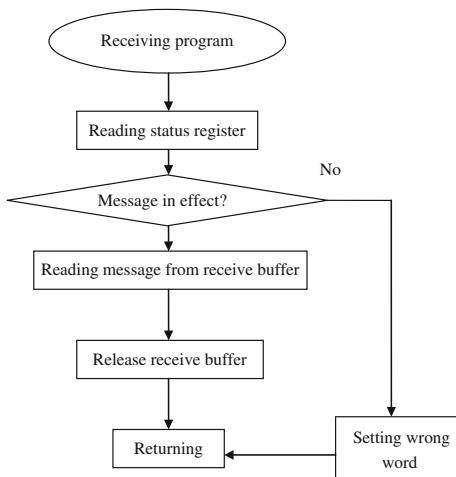 Receiving program
Reading status register
No
Message in effect?
Reading message from receive buffer
Release receive buffer
Returning
Setting wrong
word